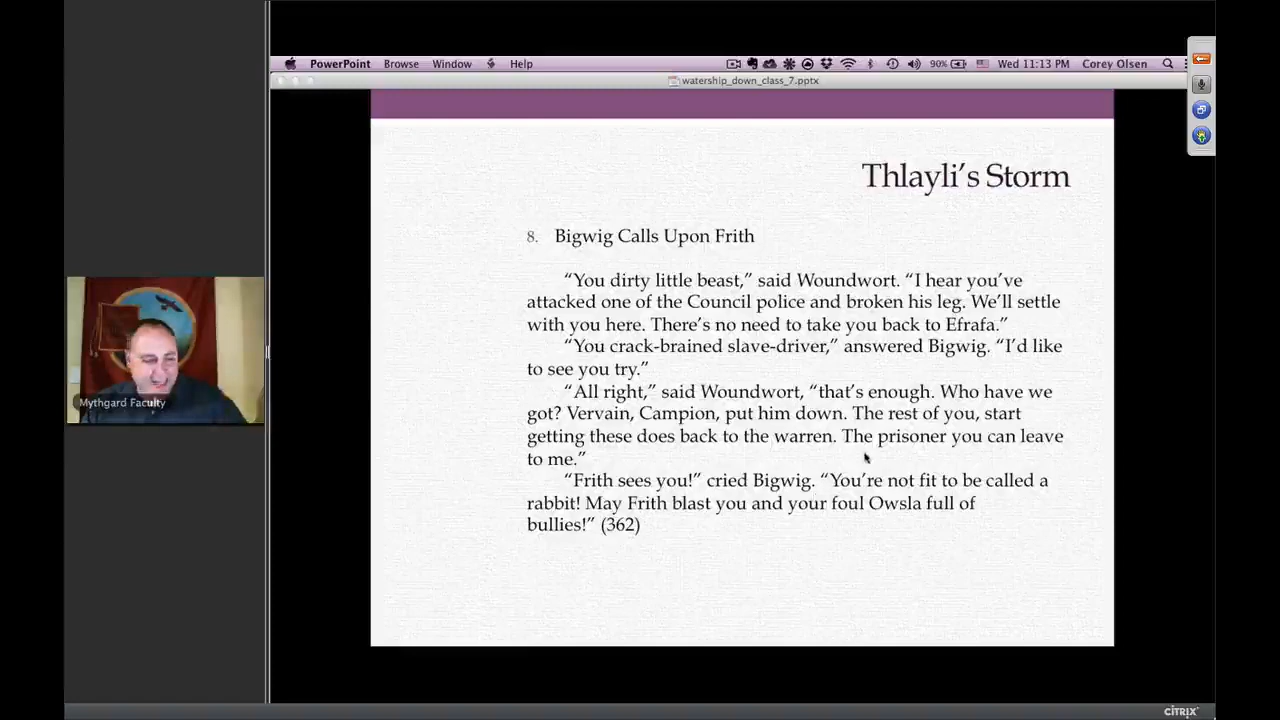 PowerPoint Browse Window Help 90% Wed 11:13 PM Corey Olsen
watership_down_class_7.pptx
Thlayli’s Storm
8. Bigwig Calls Upon Frith
“You dirty little beast,” said Woundwort. “I hear you’ve
attacked one of the Council police and broken his leg. We’ll settle
with you here. There’s no need to take you back to Efrafa.”
“You crack-brained slave-driver,” answered Bigwig. “I’d like
to see you try.”
“All right,” said Woundwort, “that’s enough. Who have we
got? Vervain, Campion, put him down. The rest of you, start
getting these does back to the warren. The prisoner you can leave
to me.”
“Frith sees you!” cried Bigwig. “You’re not fit to be called a
rabbit! May Frith blast you and your foul Owsla full of
bullies!” (362)
Mythgard Faculty
CITRIX